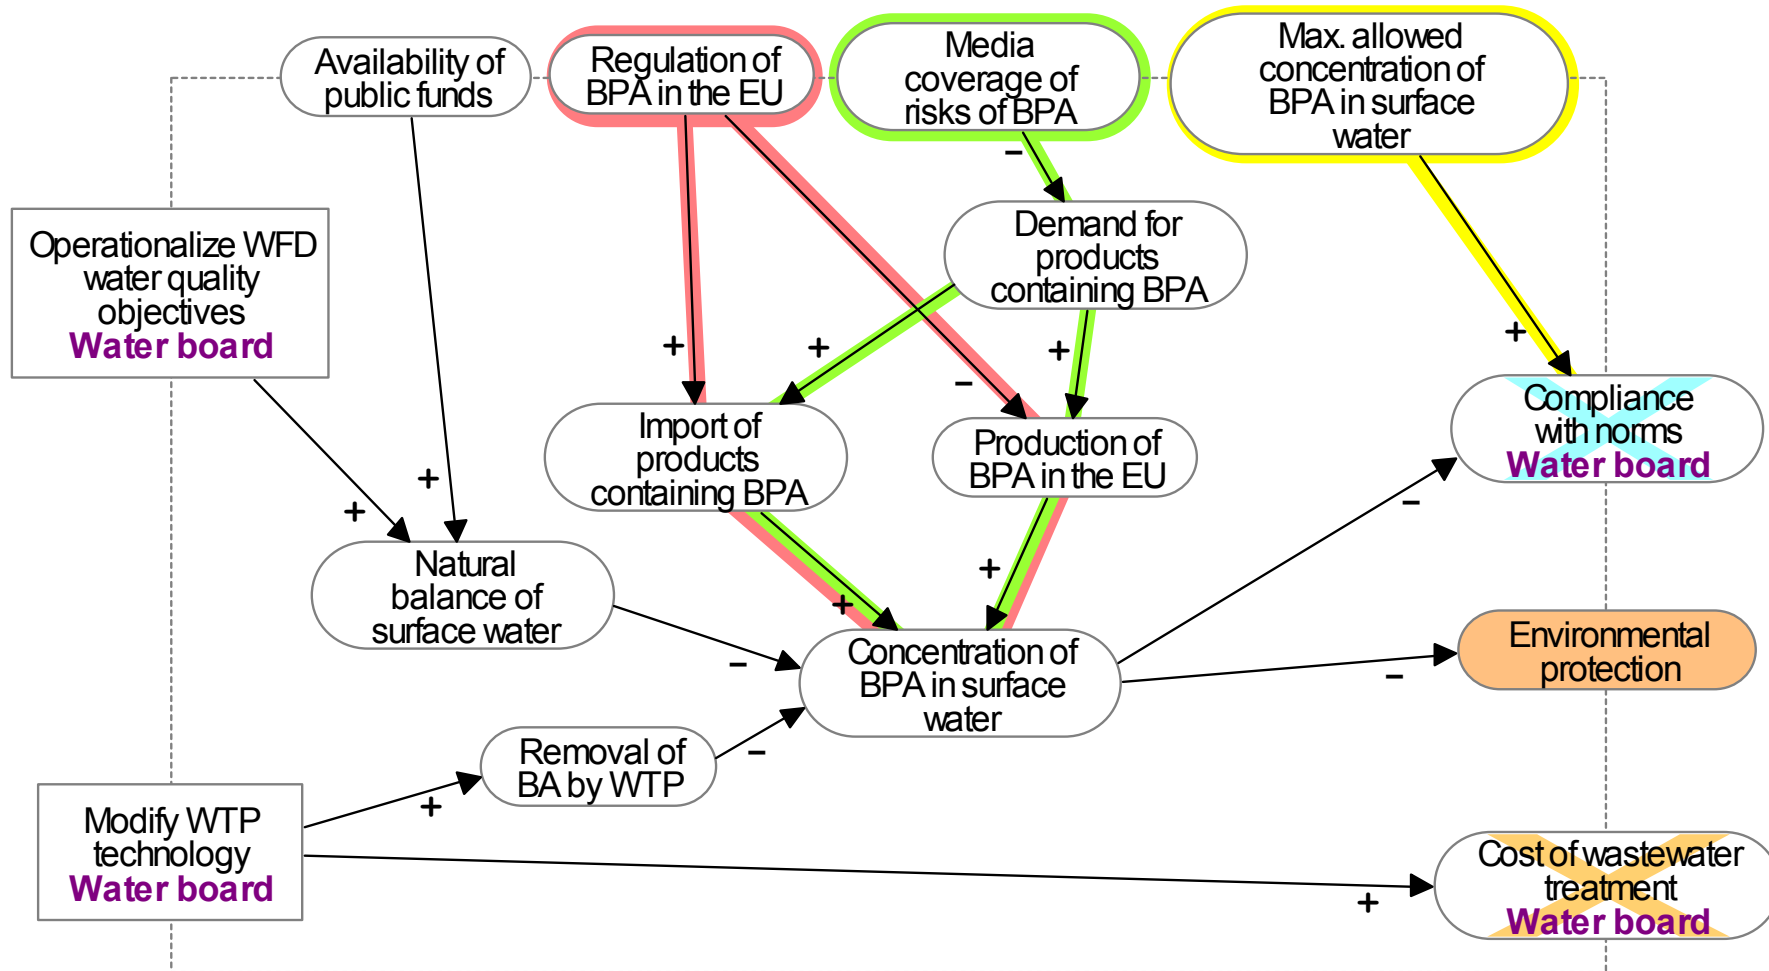 Availability of
public funds
Regulation of
BPA in the EU
Media
coverage of
risks of BPA
Max. allowed
concentration of
BPA in surface
water
−
Operationalize WFD
water quality
objectives
Water board
Demand for
products
containing BPA
+
+
+
−
+
Import of
products
containing BPA
Production of
BPA in the EU
Compliance
with norms
Water board
+
+
−
Natural
balance of
surface water
+
+
−
Concentration of
BPA in surface
water
−
Environmental
protection
Removal of
BA by WTP
−
+
Modify WTP
technology
Water board
+
Cost of wastewater
treatment
Water board